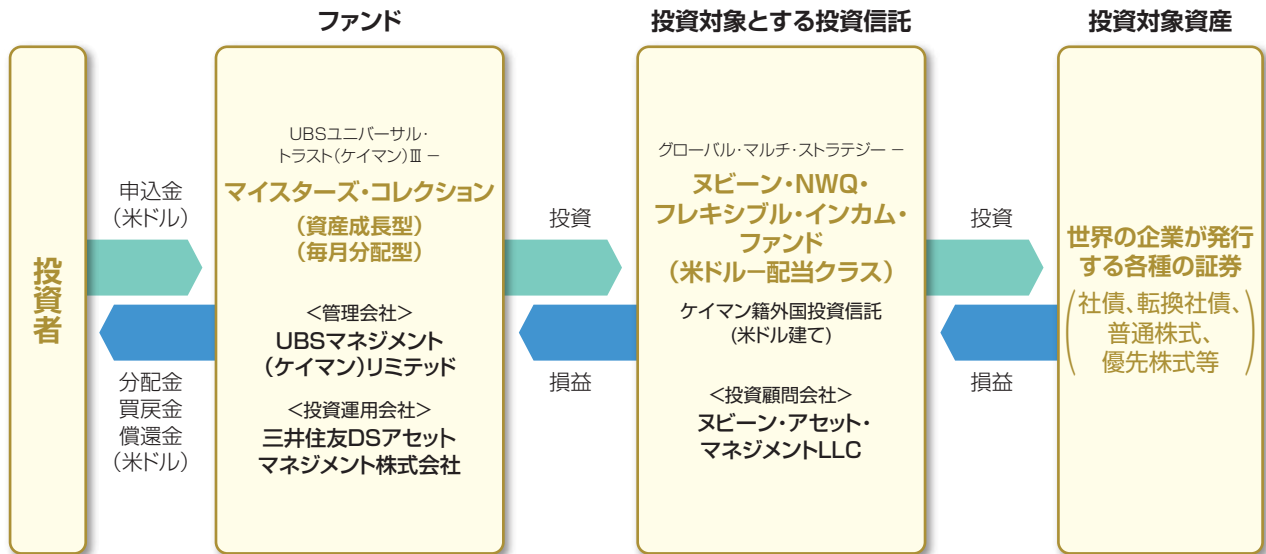 ファンド
投資対象とする投資信託
投資対象資産
投資者
申込金
（米ドル）
分配金
買戻金
償還金
（米ドル）
UBSユニバーサル・
トラスト（ケイマン）Ⅲ －
マイスターズ・コレクション
（資産成長型）
（毎月分配型）
＜管理会社＞
UBSマネジメント
（ケイマン）リミテッド
＜投資運用会社＞
三井住友DSアセット
マネジメント株式会社
投資
損益
グローバル・マルチ・ストラテジー －
ヌビーン・NWQ・
フレキシブル・インカム・
ファンド
（米ドルー配当クラス）
ケイマン籍外国投資信託
(米ドル建て)
＜投資顧問会社＞
ヌビーン・アセット・
マネジメントLLC
投資
損益
世界の企業が発行
する各種の証券
（社債、転換社債、
普通株式、
優先株式等）